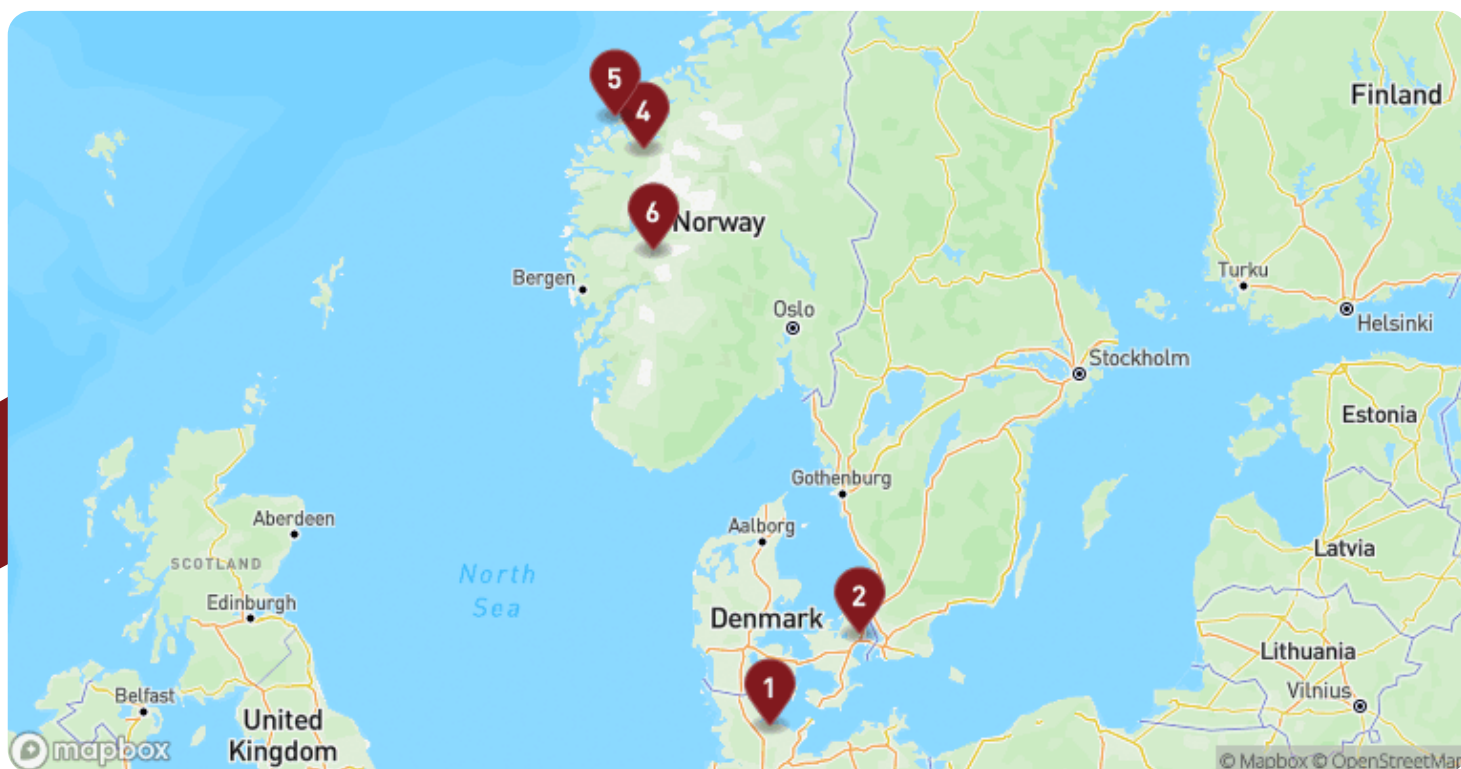 5
4
Finland
6
Norway
Bergen
Turku
Oslo
Helsinki
Stockholm
Estonia
Gothenburg
Aberdeen
Aalborg
SCOTLAND
Latvia
North
Sea
Edinburgh
2
Denmark
Lithuania
1
Belfast
Vilnius
United
Kingdom
mapbox
© Mapbox © OpenStreetMap